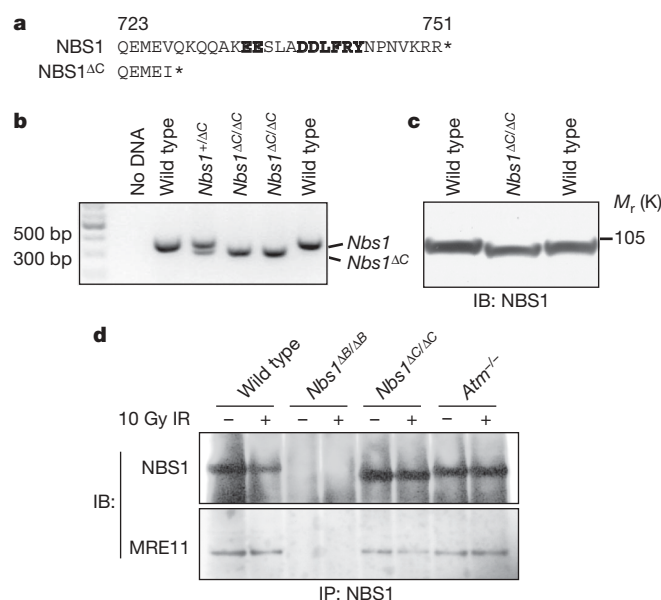 a
723 751
NBS1 QEMEVQKQQAKEESLADDLFRYNPNVKRR*
NBS1ΔC QEMEI*
b
No DNA
Wild type
Nbs1+/ΔC
Nbs1ΔC/ΔC
Nbs1ΔC/ΔC
Wild type
500 bp
300 bp
Nbs1
Nbs1ΔC
c
Wild type
Nbs1ΔC/ΔC
Wild type
Mr (K)
105
IB: NBS1
d
Wild type
Nbs1ΔB/ΔB
Nbs1ΔC/ΔC
Atm−/−
10 Gy IR − + − + − + − +
IB:
NBS1
MRE11
IP: NBS1